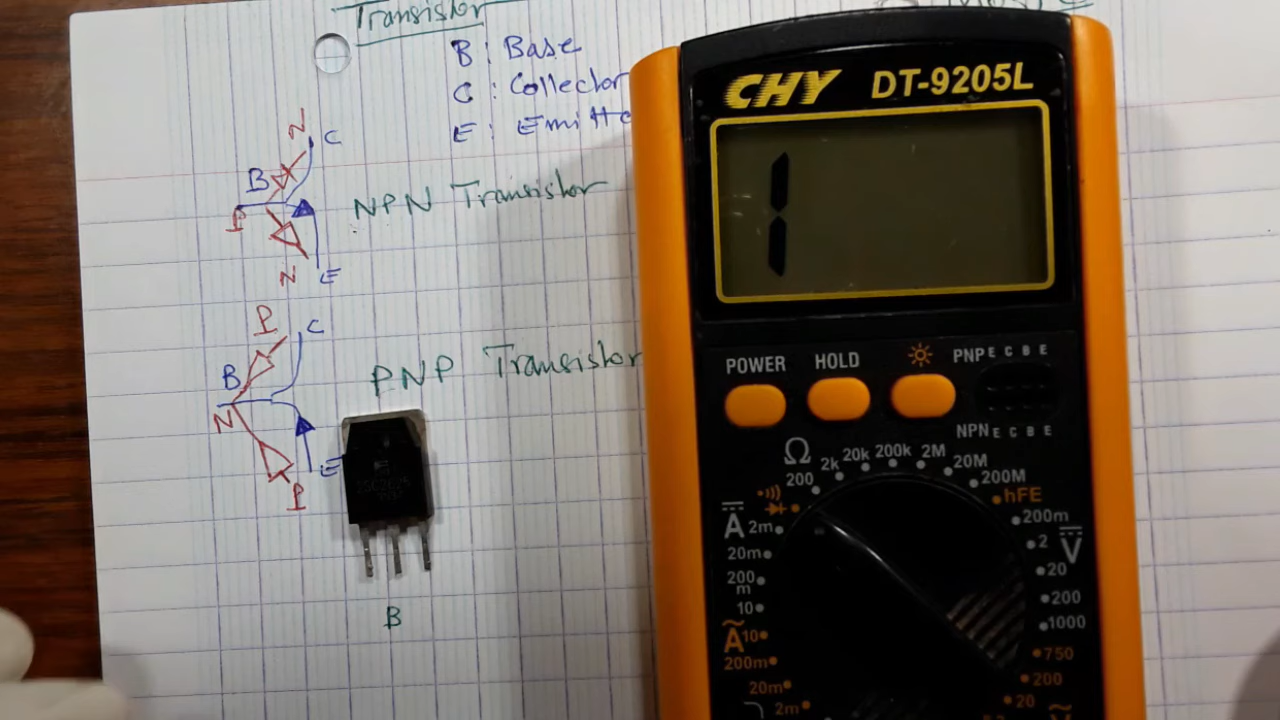 Transistor
B : Base
C : Collector
E : Emitte
N
C
B
P
NPN Transistor
N
E
P
C
B
PNP Transistor
N
E
P
B
CHY DT-9205L
1
POWER HOLD
PNP E C B E
NPN E C B E
Ω
200 2k 20k 200k 2M 20M 200M
hFE
A
2m
20m
200m
10
A
10
200m
20m
2m
200m
V
2
20
200
1000
750
200
20